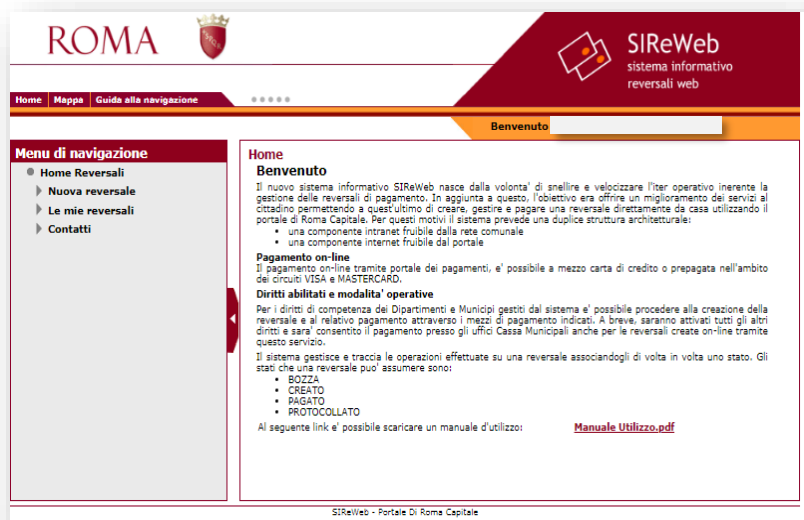 ROMA
SIReWeb
sistema informativo
reversali web
Home Mappa Guida alla navigazione
Benvenuto
Menu di navigazione
Home Reversali
Nuova reversale
Le mie reversali
Contatti
Home
Benvenuto
Il nuovo sistema informativo SIReWeb nasce dalla volonta' di snellire e velocizzare l'iter operativo inerente la
gestione delle reversali di pagamento. In aggiunta a questo, l'obiettivo era offrire un miglioramento dei servizi al
cittadino permettendo a quest'ultimo di creare, gestire e pagare una reversale direttamente da casa utilizzando il
portale di Roma Capitale. Per questi motivi il sistema prevede una duplice struttura architetturale:
• una componente intranet fruibile dalla rete comunale
• una componente internet fruibile dal portale
Pagamento on-line
Il pagamento on-line tramite portale dei pagamenti, e' possibile a mezzo carta di credito o prepagata nell'ambito
dei circuiti VISA e MASTERCARD.
Diritti abilitati e modalita' operative
Per i diritti di competenza dei Dipartimenti e Municipi gestiti dal sistema e' possibile procedere alla creazione della
reversale e al relativo pagamento attraverso i mezzi di pagamento indicati. A breve, saranno attivati tutti gli altri
diritti e sara' consentito il pagamento presso gli uffici Cassa Municipali anche per le reversali create on-line tramite
questo servizio.
Il sistema gestisce e traccia le operazioni effettuate su una reversale associandogli di volta in volta uno stato. Gli
stati che una reversale puo' assumere sono:
• BOZZA
• CREATO
• PAGATO
• PROTOCOLLATO
Al seguente link e' possibile scaricare un manuale d'utilizzo: Manuale Utilizzo.pdf
SIReWeb - Portale Di Roma Capitale